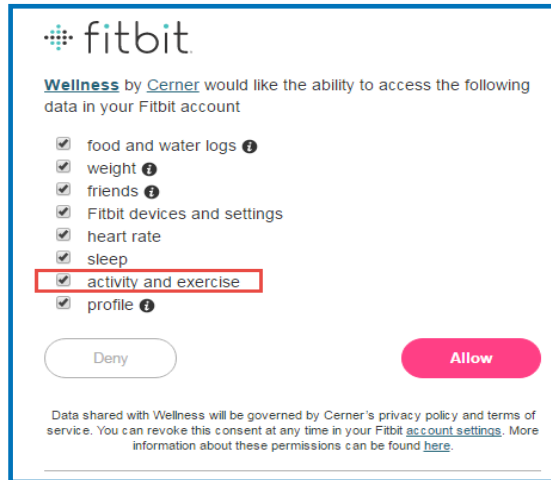 fitbit
Wellness by Cerner would like the ability to access the following
data in your Fitbit account
food and water logs
weight
friends
Fitbit devices and settings
heart rate
sleep
activity and exercise
profile
Deny
Allow
Data shared with Wellness will be governed by Cerner's privacy policy and terms of
service. You can revoke this consent at any time in your Fitbit account settings. More
information about these permissions can be found here.